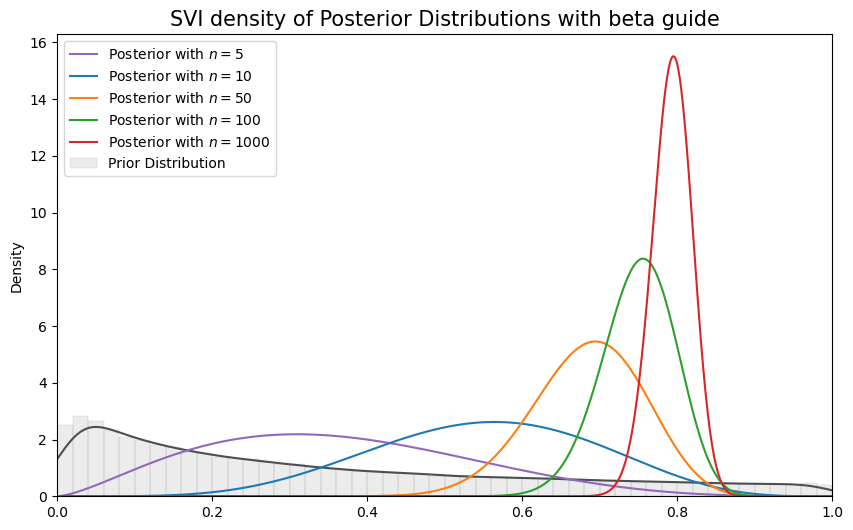 SVI density of Posterior Distributions with beta guide
Posterior with n = 5
Posterior with n = 10
Posterior with n = 50
Posterior with n = 100
Posterior with n = 1000
Prior Distribution
Density
16
14
12
10
8
6
4
2
0
0.0 0.2 0.4 0.6 0.8 1.0